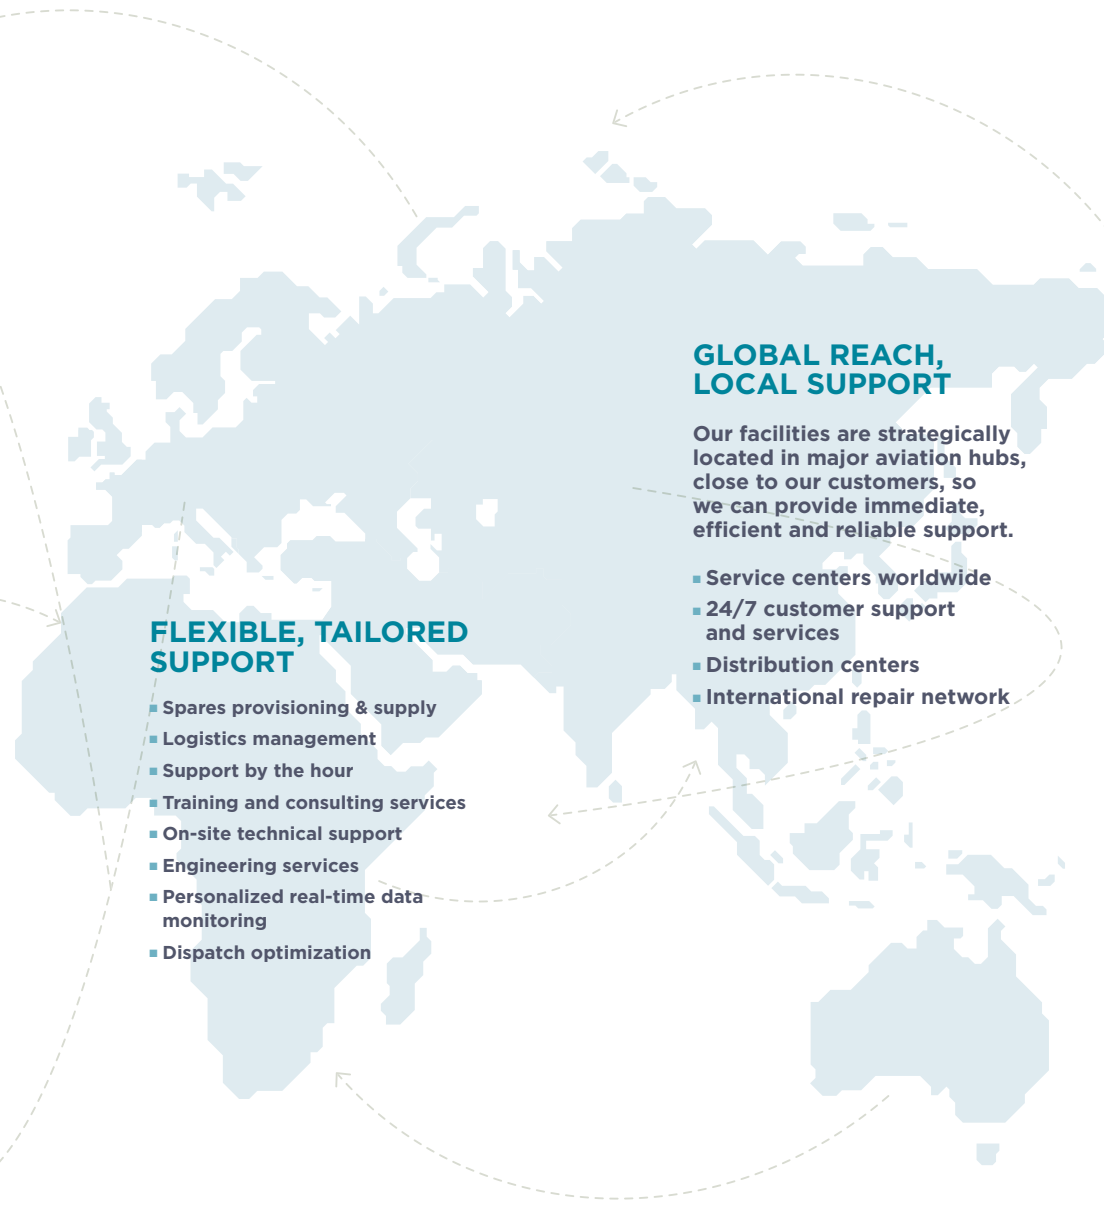 GLOBAL REACH,
LOCAL SUPPORT
Our facilities are strategically
located in major aviation hubs,
close to our customers, so
we can provide immediate,
efficient and reliable support.
▪ Service centers worldwide
▪ 24/7 customer support
and services
▪ Distribution centers
▪ International repair network
FLEXIBLE, TAILORED
SUPPORT
▪ Spares provisioning & supply
▪ Logistics management
▪ Support by the hour
▪ Training and consulting services
▪ On-site technical support
▪ Engineering services
▪ Personalized real-time data
monitoring
▪ Dispatch optimization